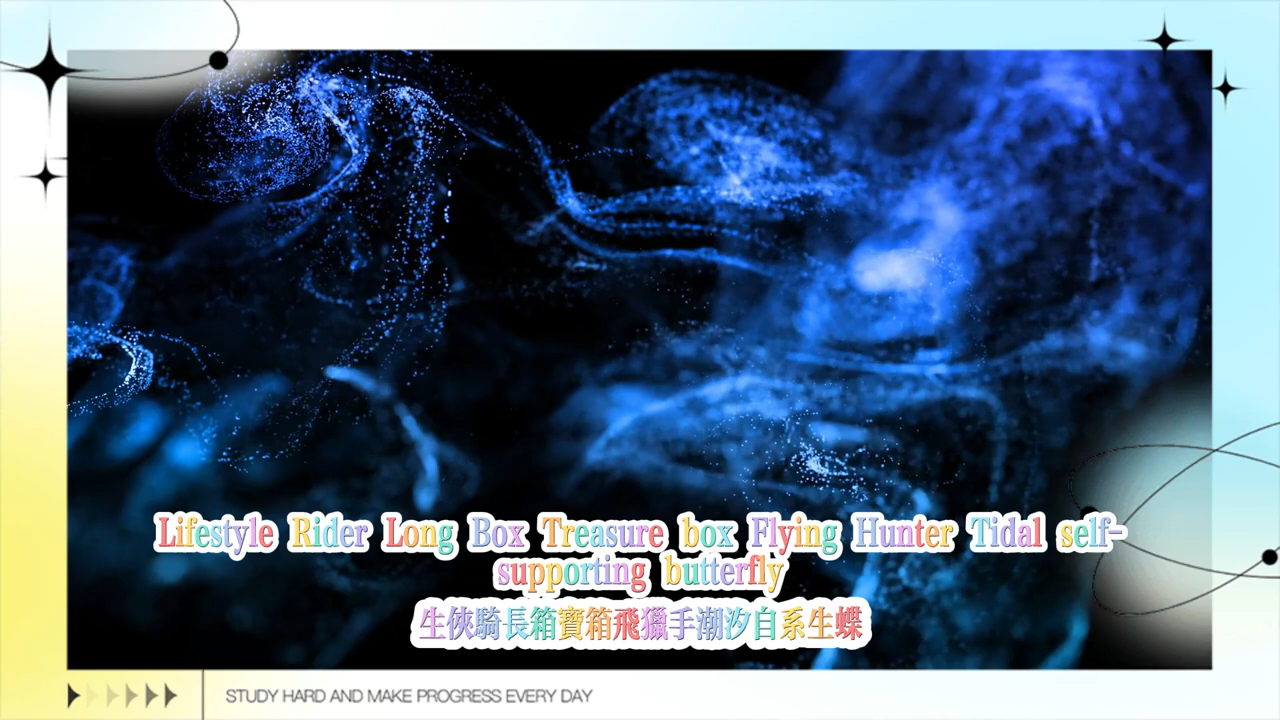 Lifestyle Rider Long Box Treasure box Flying Hunter Tidal self-
supporting butterfly
生俠騎長箱寶箱飛獵手潮汐自系生蝶
STUDY HARD AND MAKE PROGRESS EVERY DAY